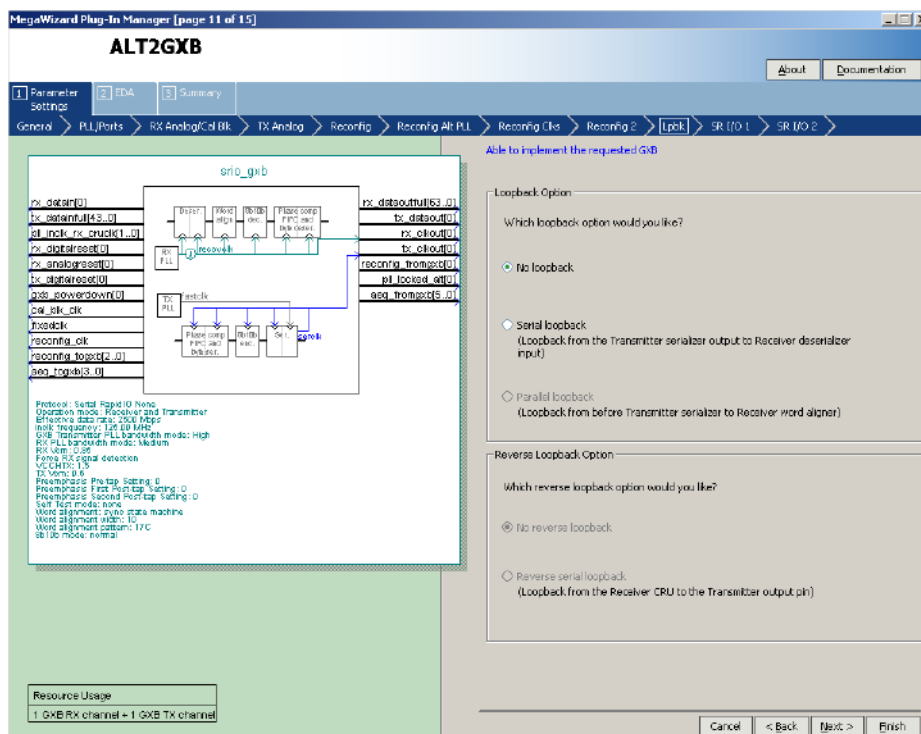 MegaWizard Plug-In Manager [page 11 of 15]
ALT2GXB
About
Documentation
1 Parameter Settings
2 EDA
3 Summary
General
PLL/Ports
RX Analog/Cal Blk
TX Analog
Reconfig
Reconfig Alt PLL
Reconfig Clks
Reconfig 2
Lpbk
SR I/O 1
SR I/O 2
Able to implement the requested GXB
srio_gxb
rx_datain[0]
tx_datainfull[43..0]
pll_inclk_rx_cruclk[1..0]
rx_digitalreset[0]
rx_analogreset[0]
tx_digitalreset[0]
gxb_powerdown[0]
cal_blk_clk
fixedclk
reconfig_clk
reconfig_togxb[2..0]
aeq_togxb[3..0]
rx_dataoutfull[63..0]
tx_dataout[0]
rx_clkout[0]
tx_clkout[0]
reconfig_fromgxb[0]
pll_locked_alt[0]
aeq_fromgxb[5..0]
Deser.
Word align
8b10b dec.
Phase comp FIFO and byte deser.
RX PLL
recovclk
TX PLL
fastclk
Phase comp FIFO and byte ser.
8b10b enc.
Ser.
serclk
Protocol: Serial RapidIO None
Operation mode: Receiver and Transmitter
Effective data rate: 2500 Mbps
Inclk frequency: 125.00 MHz
GXB Transmitter PLL bandwidth mode: High
RX PLL bandwidth mode: Medium
RX Vcm: 0.85
Force RX signal detection
VCCHTX: 1.5
TX Vcm: 0.6
Preemphasis Pre-tap Setting: 0
Preemphasis First Post-tap Setting: 0
Preemphasis Second Post-tap Setting: 0
Self Test mode: none
Word alignment: sync state machine
Word alignment width: 10
Word alignment pattern: 17C
8b10b mode: normal
Resource Usage
1 GXB RX channel + 1 GXB TX channel
Loopback Option
Which loopback option would you like?
No loopback
Serial loopback
(Loopback from the Transmitter serializer output to Receiver deserializer
input)
Parallel loopback
(Loopback from before Transmitter serializer to Receiver word aligner)
Reverse Loopback Option
Which reverse loopback option would you like?
No reverse loopback
Reverse serial loopback
(Loopback from the Receiver CRU to the Transmitter output pin)
Cancel
< Back
Next >
Finish